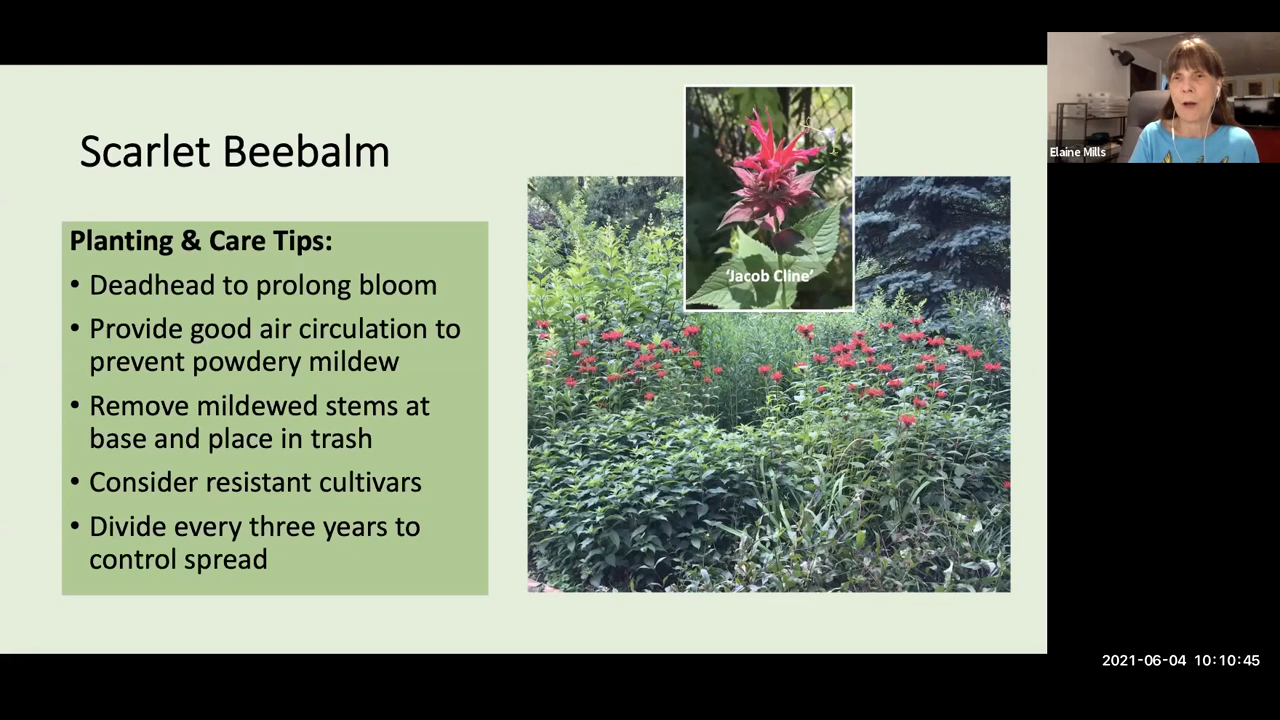 Scarlet Beebalm
Planting & Care Tips:
• Deadhead to prolong bloom
• Provide good air circulation to
prevent powdery mildew
• Remove mildewed stems at
base and place in trash
• Consider resistant cultivars
• Divide every three years to
control spread
'Jacob Cline'
Elaine Mills
2021-06-04 10:10:45